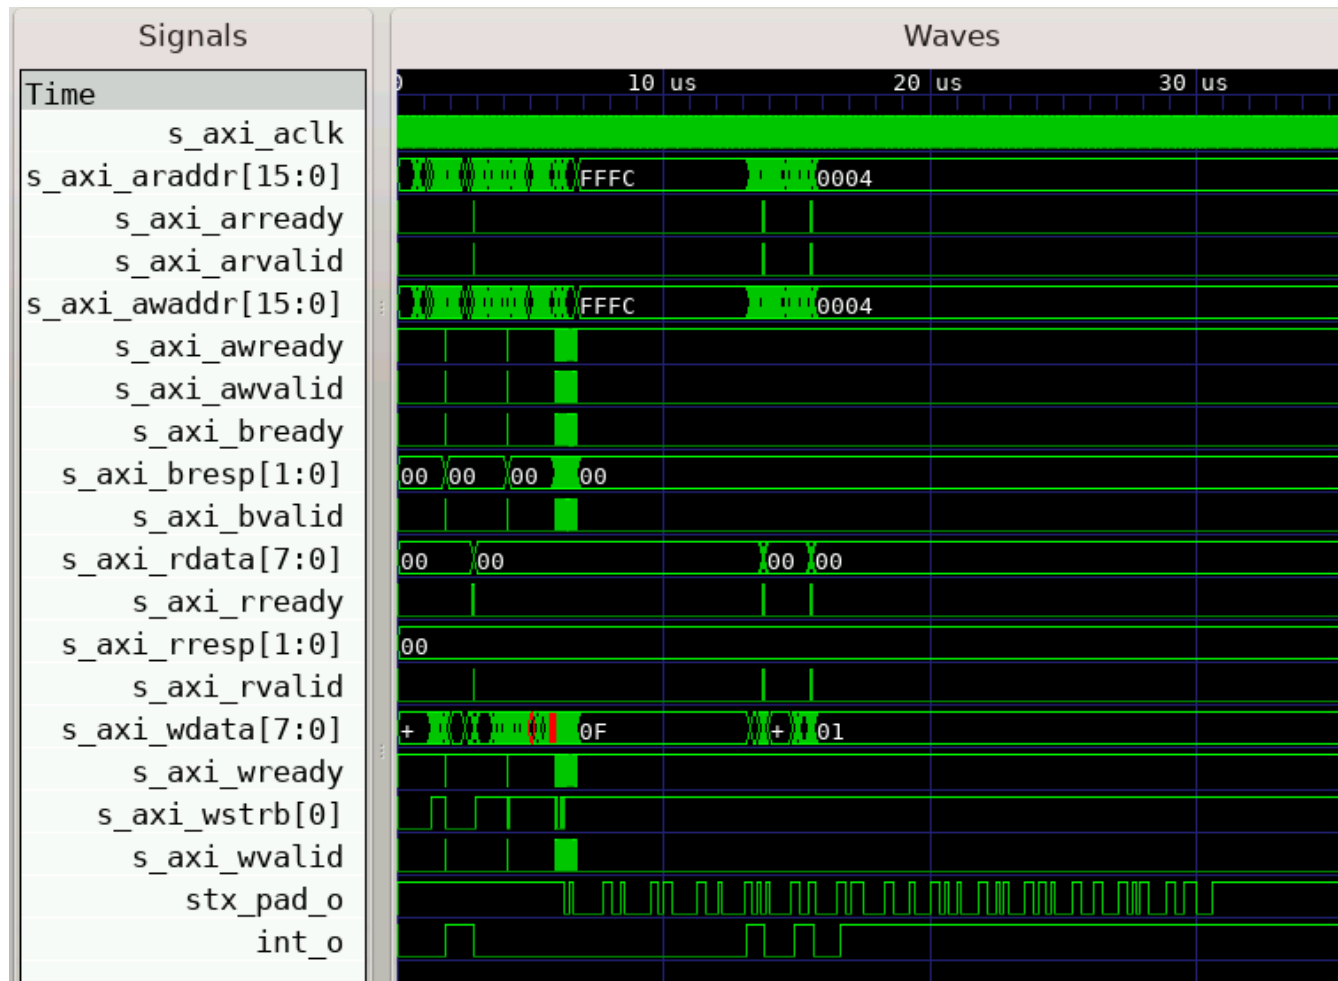 Signals Waves
Time 0 10 us 20 us 30 us
s_axi_aclk
s_axi_araddr[15:0] FFFC 0004
s_axi_arready
s_axi_arvalid
s_axi_awaddr[15:0] FFFC 0004
s_axi_awready
s_axi_awvalid
s_axi_bready
s_axi_bresp[1:0] 00 00 00 00
s_axi_bvalid
s_axi_rdata[7:0] 00 00 00 00
s_axi_rready
s_axi_rresp[1:0] 00
s_axi_rvalid
s_axi_wdata[7:0] + 0F + 01
s_axi_wready
s_axi_wstrb[0]
s_axi_wvalid
stx_pad_o
int_o